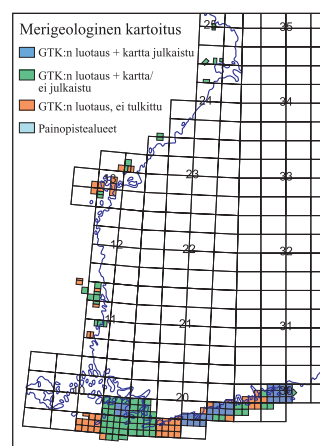 Merigeologinen kartoitus
GTK:n luotaus + kartta julkaistu
GTK:n luotaus + kartta/
ei julkaistu
GTK:n luotaus, ei tulkittu
Painopistealueet
25
35
24
34
23
33
12
22
32
11
21
31
20